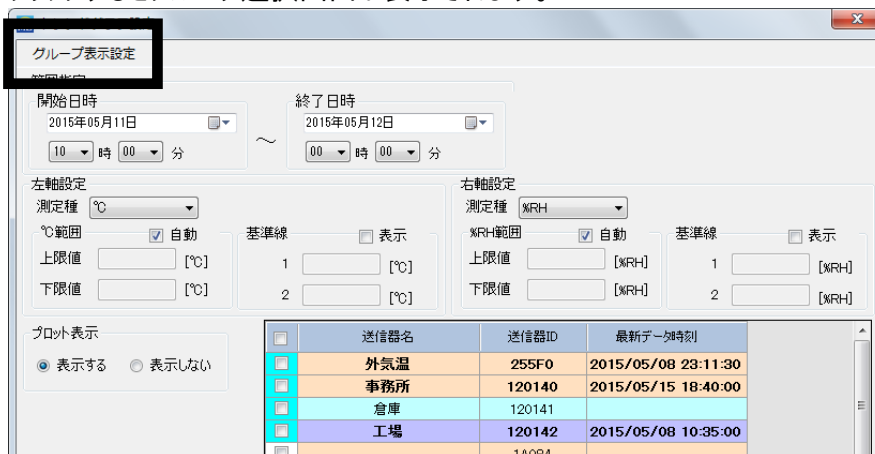 グループ表示設定
開始日時
終了日時
2015年05月11日
～
2015年05月12日
10 時 00 分
00 時 00 分
左軸設定
右軸設定
測定種 ℃
測定種 %RH
℃範囲 自動
基準線 表示
%RH範囲 自動
基準線 表示
上限値 [℃]
1 [℃]
上限値 [%RH]
1 [%RH]
下限値 [℃]
2 [℃]
下限値 [%RH]
2 [%RH]
プロット表示
表示する 表示しない
送信器名 送信器ID 最新データ時刻
外気温 255F0 2015/05/08 23:11:30
事務所 120140 2015/05/15 18:40:00
倉庫 120141
工場 120142 2015/05/08 10:35:00